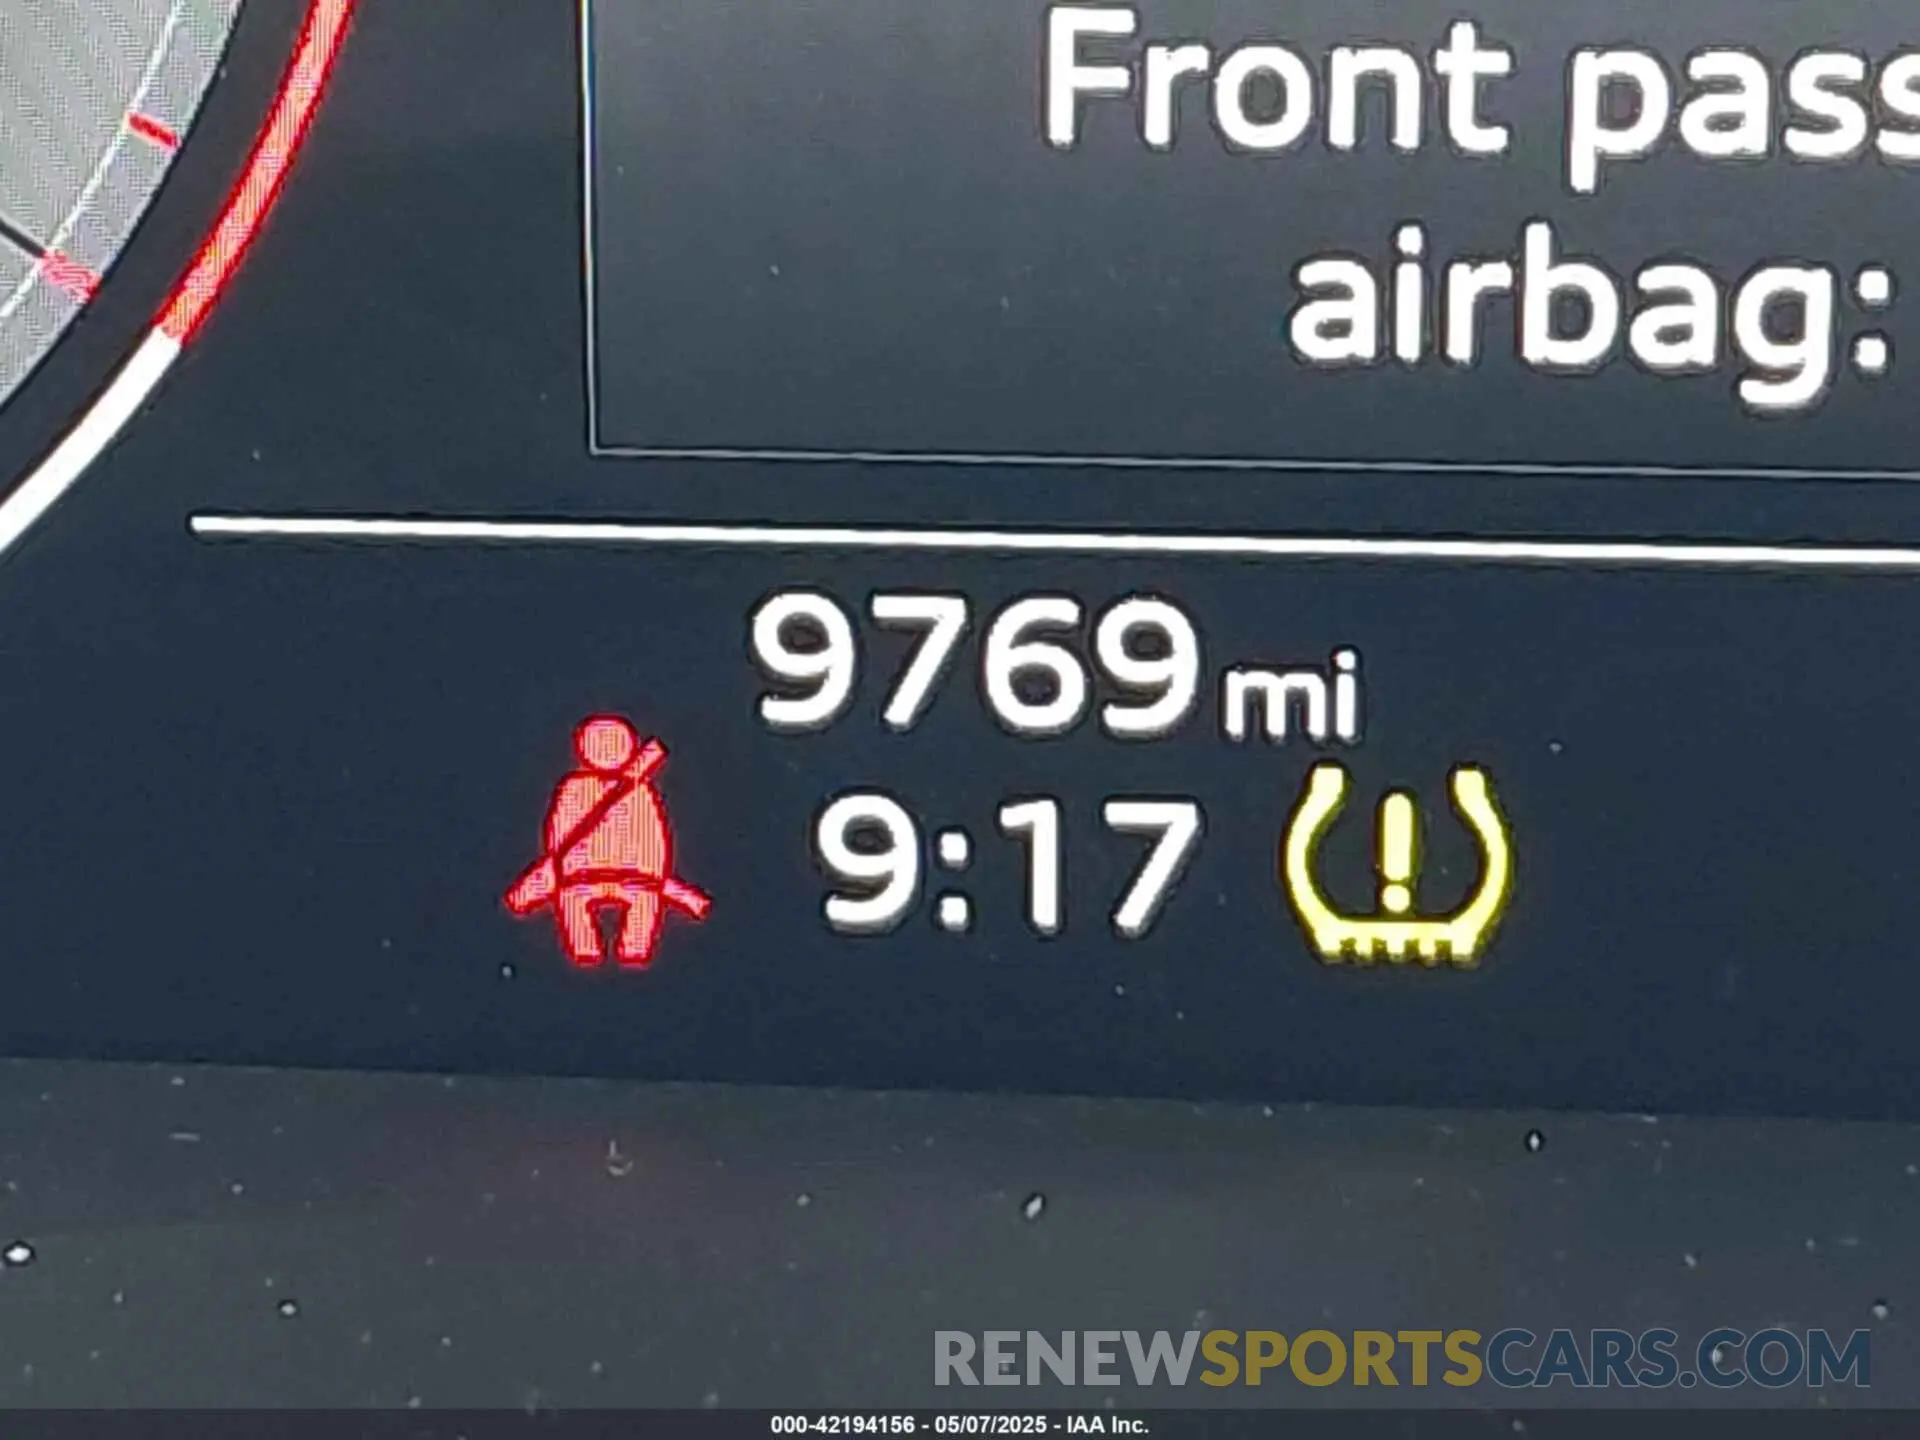 Front pass
airbag:
9769 mi
9:17
RENEWSPORTSCARS.COM
000-42194156 - 05/07/2025 - IAA Inc.